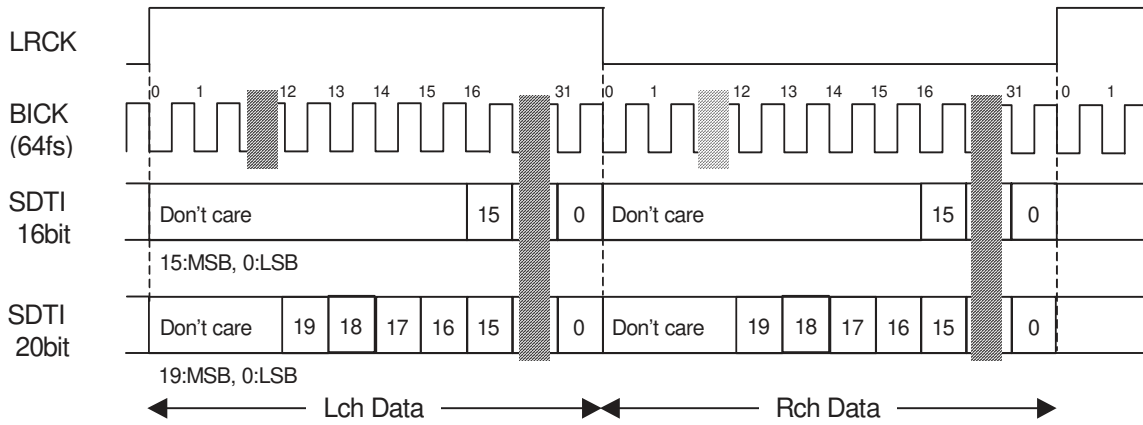 LRCK
0 1 12 13 14 15 16 31 0 1 12 13 14 15 16 31 0 1
BICK
(64fs)
SDTI
16bit
Don't care 15 0 Don't care 15 0
15:MSB, 0:LSB
SDTI
20bit
Don't care 19 18 17 16 15 0 Don't care 19 18 17 16 15 0
19:MSB, 0:LSB
Lch Data Rch Data